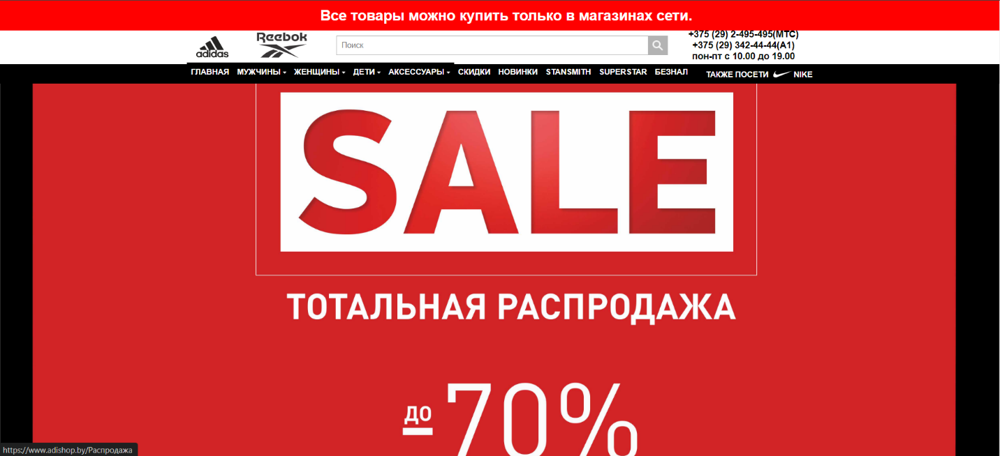 Все товары можно купить только в магазинах сети.
adidas
Reebok
Поиск
+375 (29) 2-495-495(МТС)
+375 (29) 342-44-44(А1)
пон-пт с 10.00 до 19.00
ГЛАВНАЯ МУЖЧИНЫ ЖЕНЩИНЫ ДЕТИ АКСЕССУАРЫ СКИДКИ НОВИНКИ STANSMITH SUPERSTAR БЕЗНАЛ ТАКЖЕ ПОСЕТИ NIKE
SALE
ТОТАЛЬНАЯ РАСПРОДАЖА
ДО –70%
https://www.adishop.by/Распродажа